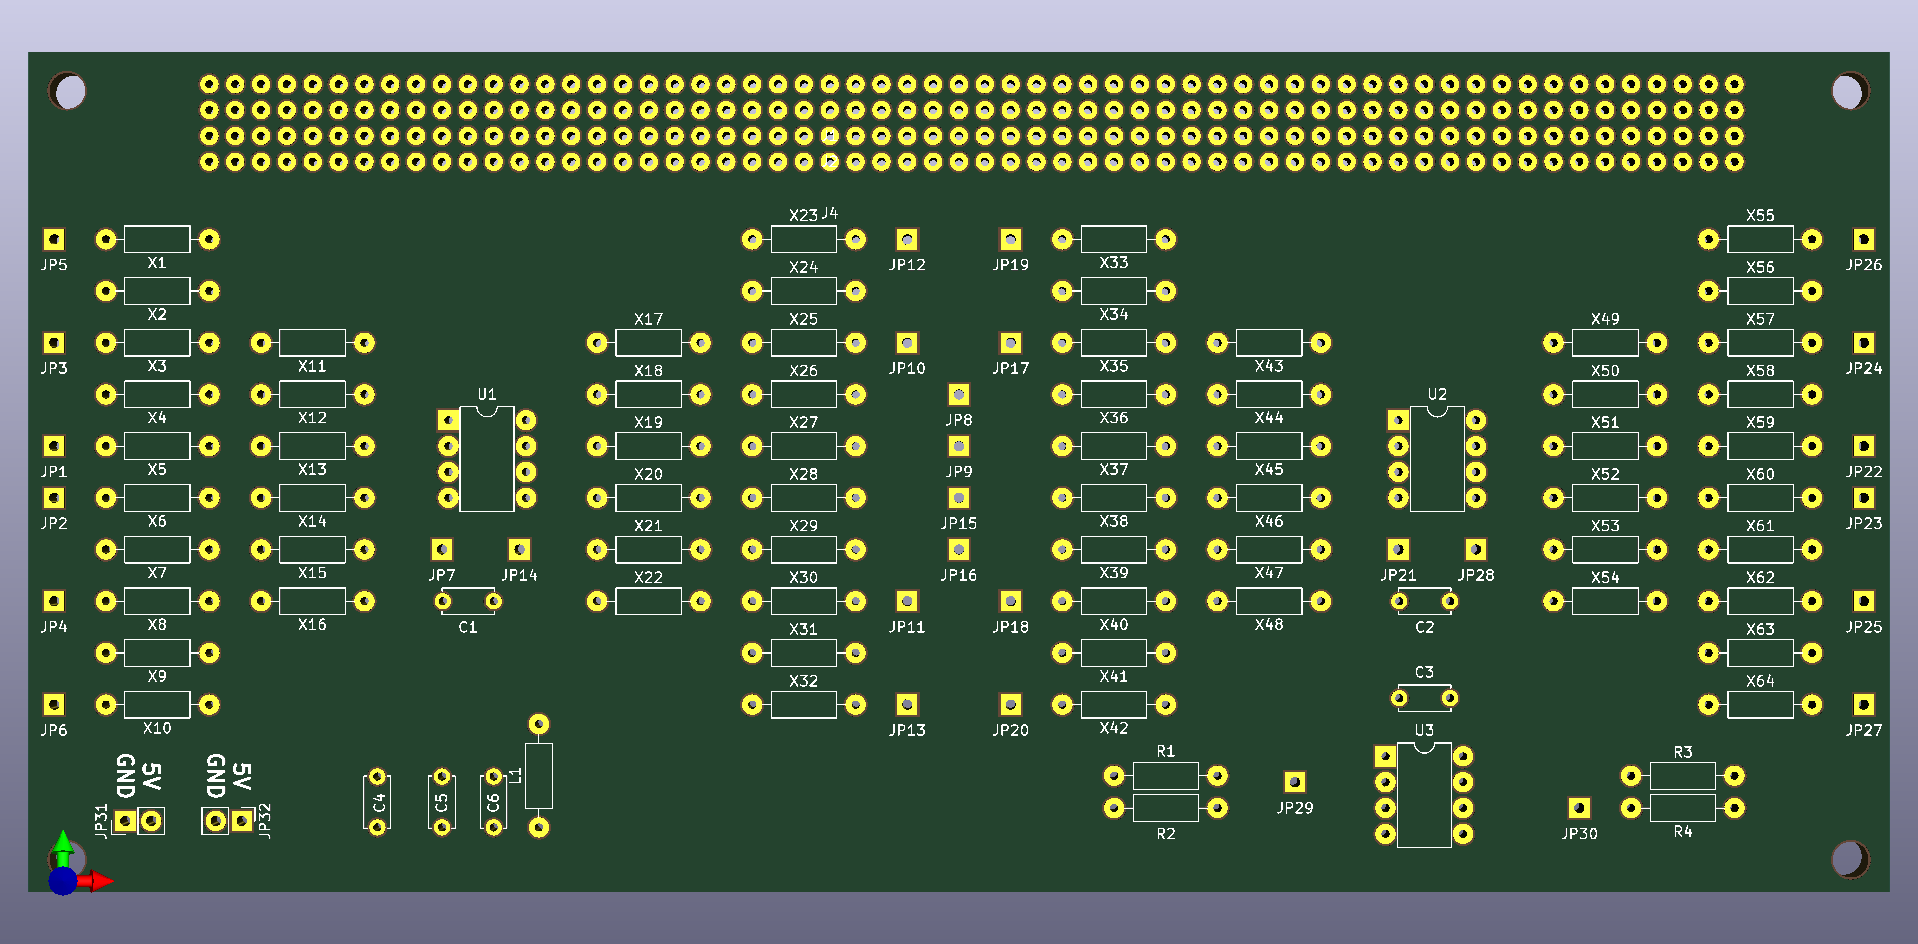 X23 J4
X55
JP5 X1 JP12 JP19 X33 JP26
X24 X56
X2 X34
X17 X25 X49 X57
JP3 X3 X11 JP10 JP17 X35 X43 JP24
X18 X26 X50 X58
U1 U2
X4 X12 JP8 X36 X44
X19 X27 X51 X59
JP1 X5 X13 JP9 X37 X45 JP22
X20 X28 X52 X60
JP2 X6 X14 JP15 X38 X46 JP23
X21 X29 X53 X61
X7 X15 JP7 JP14 JP16 X39 X47 JP21 JP28
X22 X30 X54 X62
JP4 X8 X16 C1 JP11 JP18 X40 X48 C2 JP25
X31 X63
X9 X41 C3
X32 X64
JP6 X10 JP13 JP20 X42 U3 JP27
GND 5V GND 5V
R1 R3
L1
C4 C5 C6
JP29
JP31 JP32
R2 JP30 R4